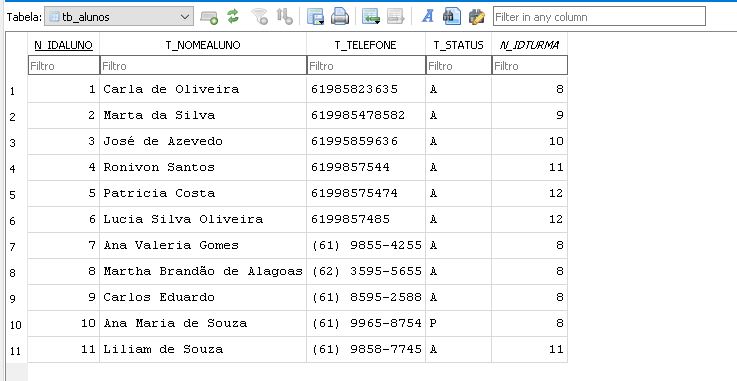 Tabela: tb_alunos Filter in any column
N_IDALUNO T_NOMEALUNO T_TELEFONE T_STATUS N_IDTURMA
Filtro Filtro Filtro Filtro Filtro
1 1 Carla de Oliveira 61985823635 A 8
2 2 Marta da Silva 619985478582 A 9
3 3 José de Azevedo 61995859636 A 10
4 4 Ronivon Santos 6199857544 A 11
5 5 Patricia Costa 61998575474 A 12
6 6 Lucia Silva Oliveira 6199857485 A 12
7 7 Ana Valeria Gomes (61) 9855-4255 A 8
8 8 Martha Brandão de Alagoas (62) 3595-5655 A 8
9 9 Carlos Eduardo (61) 8595-2588 A 8
10 10 Ana Maria de Souza (61) 9965-8754 P 8
11 11 Liliam de Souza (61) 9858-7745 A 11